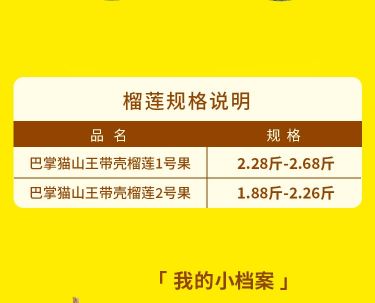 榴莲规格说明
品 名 规 格
巴掌猫山王带壳榴莲1号果 2.28斤-2.68斤
巴掌猫山王带壳榴莲2号果 1.88斤-2.26斤
「 我的小档案 」